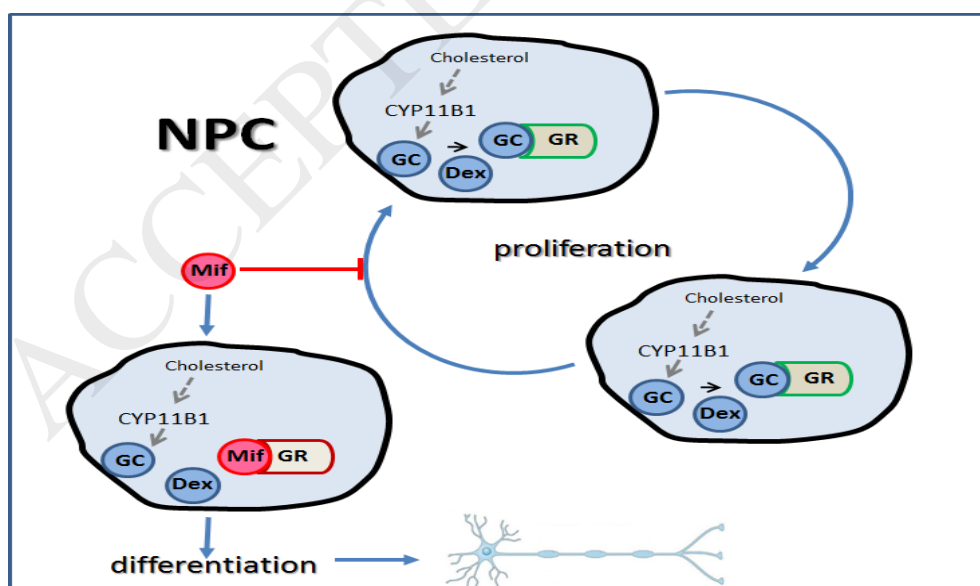 ACCEPTE
NPC
Cholesterol
CYP11B1
GC
Dex
GC
GR
proliferation
Mif
Cholesterol
CYP11B1
GC
Dex
GC
GR
Cholesterol
CYP11B1
GC
Dex
Mif
GR
differentiation